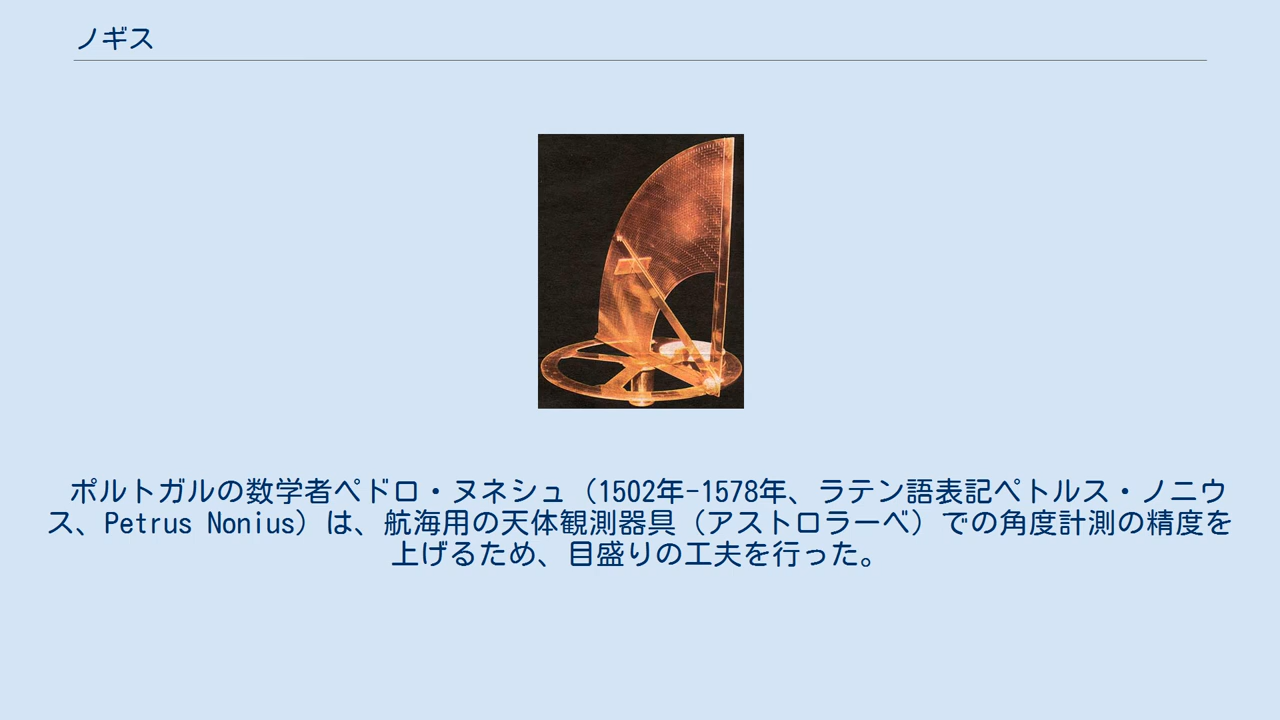 ノギス
ポルトガルの数学者ペドロ・ヌネシュ（1502年-1578年、ラテン語表記ペトルス・ノニウ
ス、Petrus Nonius）は、航海用の天体観測器具（アストロラーベ）での角度計測の精度を
上げるため、目盛りの工夫を行った。